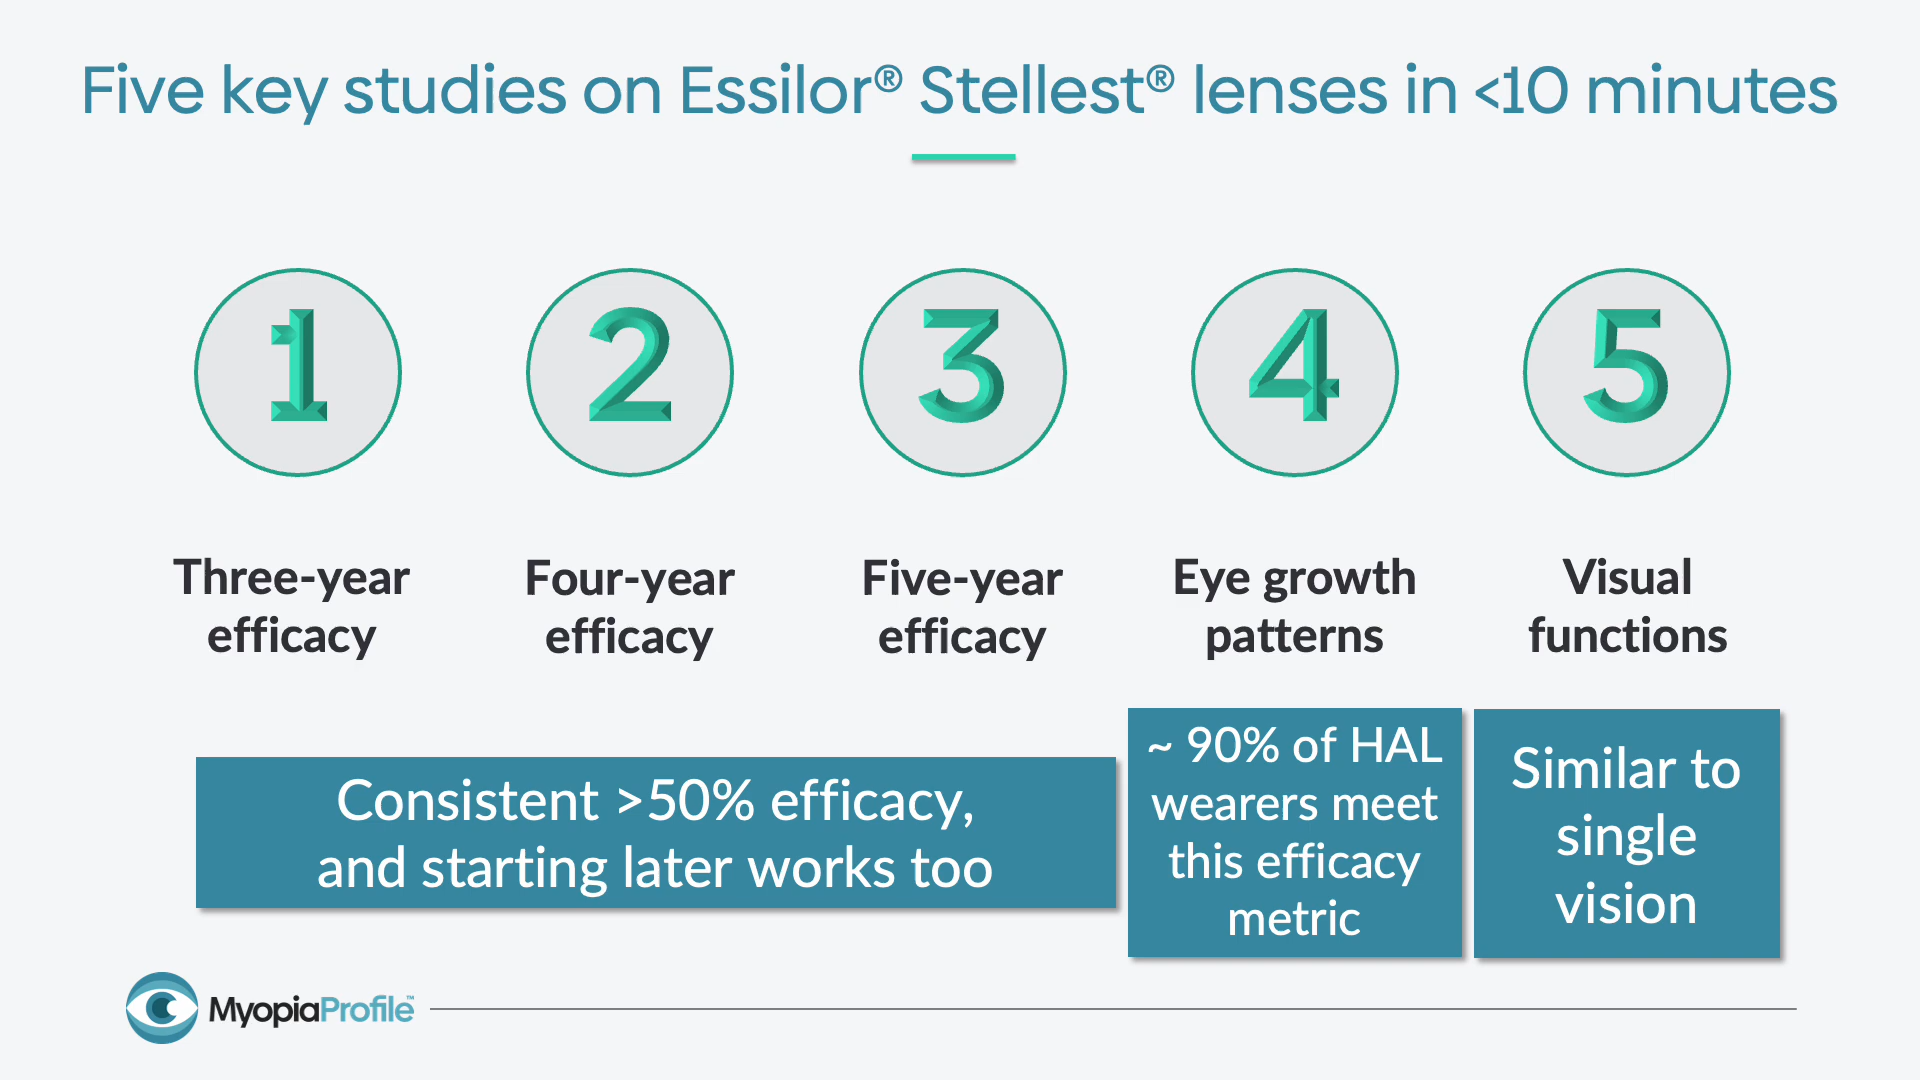 Five key studies on Essilor® Stellest® lenses in <10 minutes
1
2
3
4
5
Three-year
efficacy
Four-year
efficacy
Five-year
efficacy
Eye growth
patterns
Visual
functions
Consistent >50% efficacy,
and starting later works too
~ 90% of HAL
wearers meet
this efficacy
metric
Similar to
single
vision
MyopiaProfile™